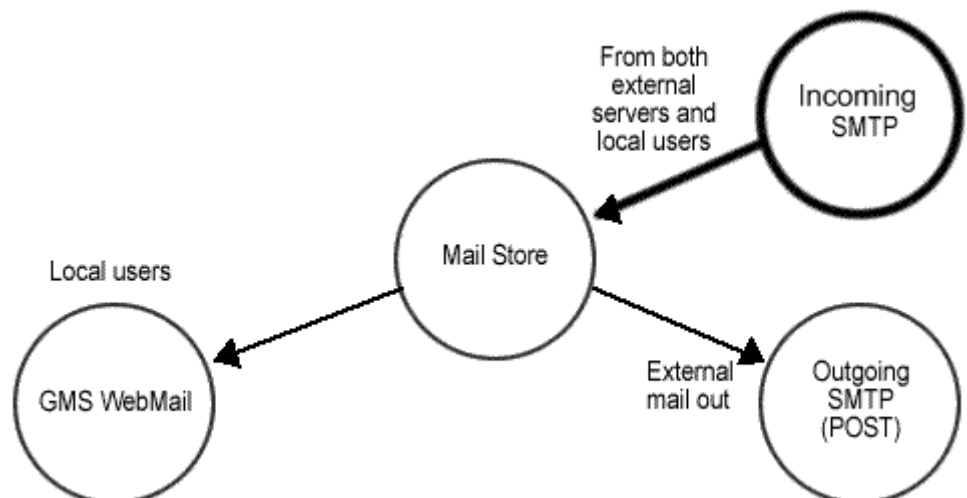 From both
external
servers and
local users
Incoming
SMTP
Mail Store
Local users
GMS WebMail
External
mail out
Outgoing
SMTP
(POST)